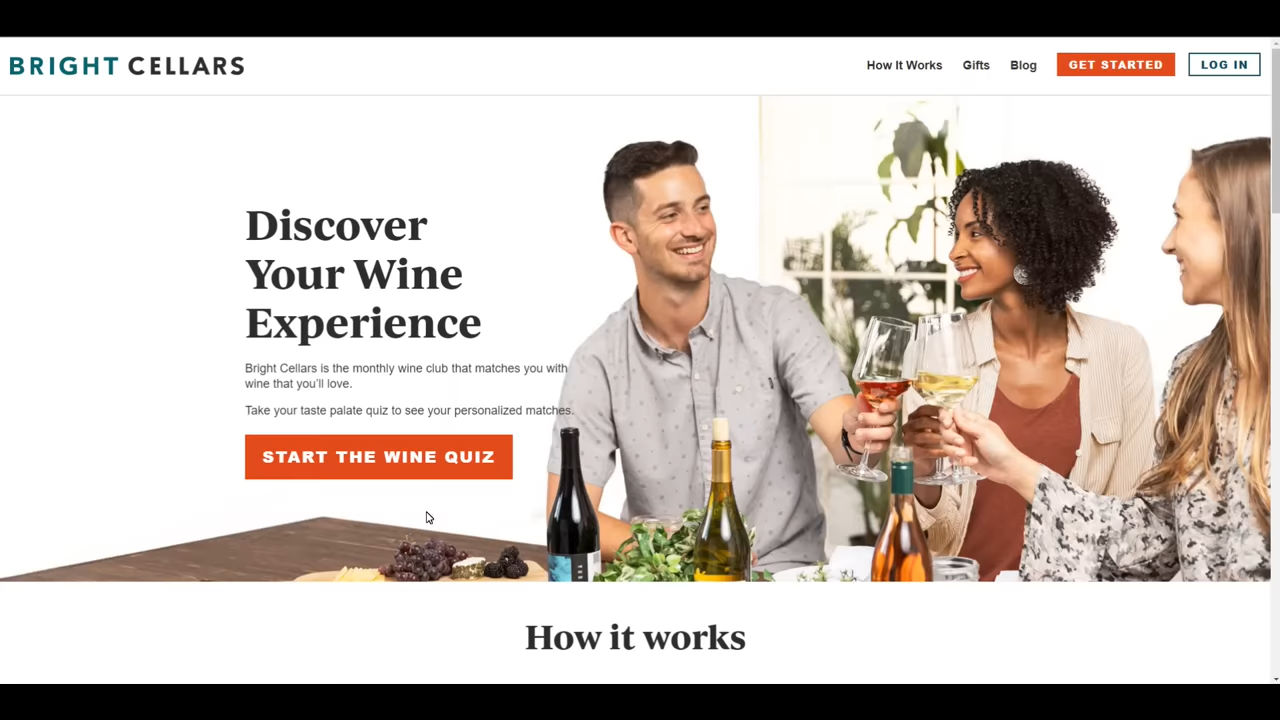 BRIGHT CELLARS
How It Works
Gifts
Blog
GET STARTED
LOG IN
Discover
Your Wine
Experience
Bright Cellars is the monthly wine club that matches you with
wine that you'll love.
Take your taste palate quiz to see your personalized matches.
START THE WINE QUIZ
How it works